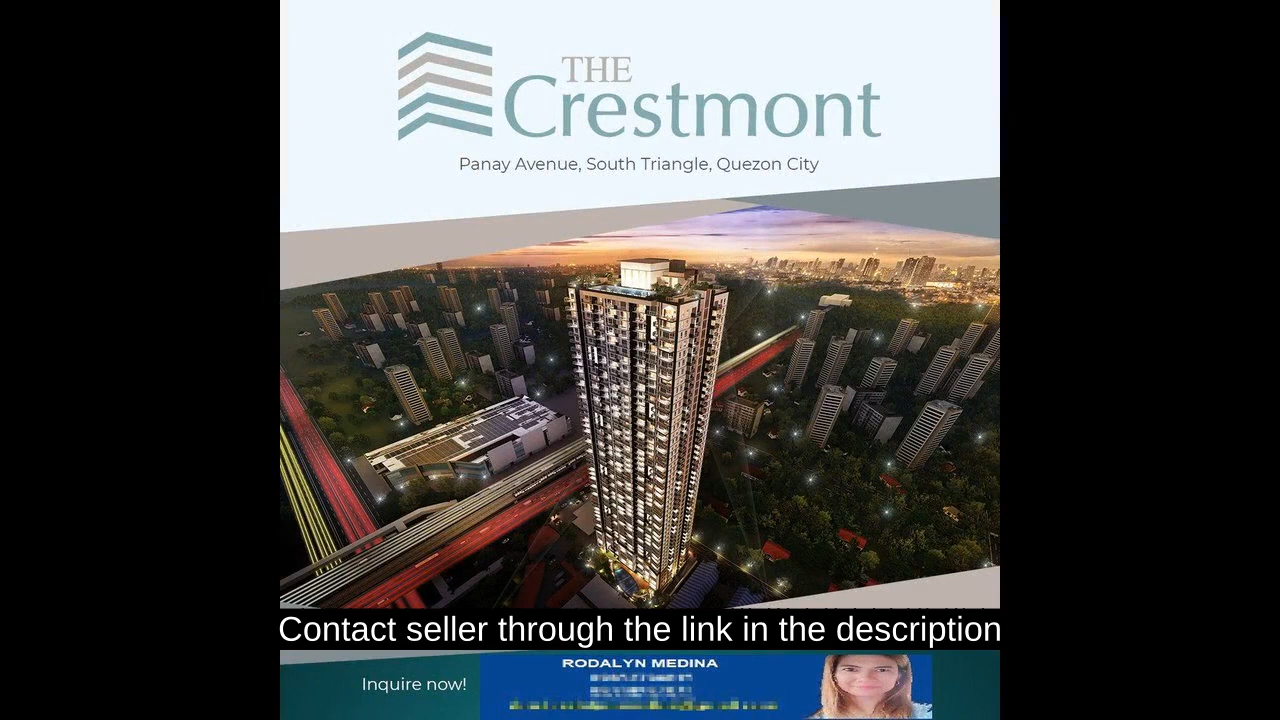 THE
Crestmont
Panay Avenue, South Triangle, Quezon City
Contact seller through the link in the description
RODALYN MEDINA
Inquire now!